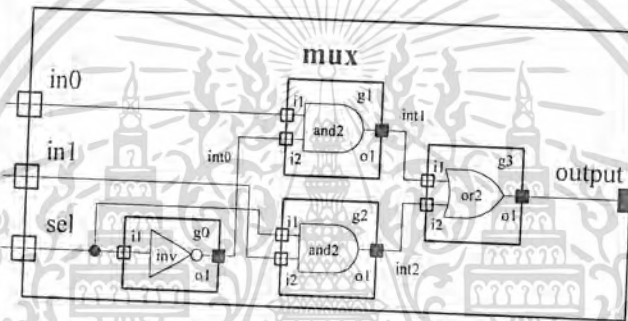 mux
in0
i1
g1
and2
i2
int0
o1
int1
in1
i1
g3
or2
i2
o1
output
sel
i1
g0
inv
o1
i1
g2
and2
i2
o1
int2